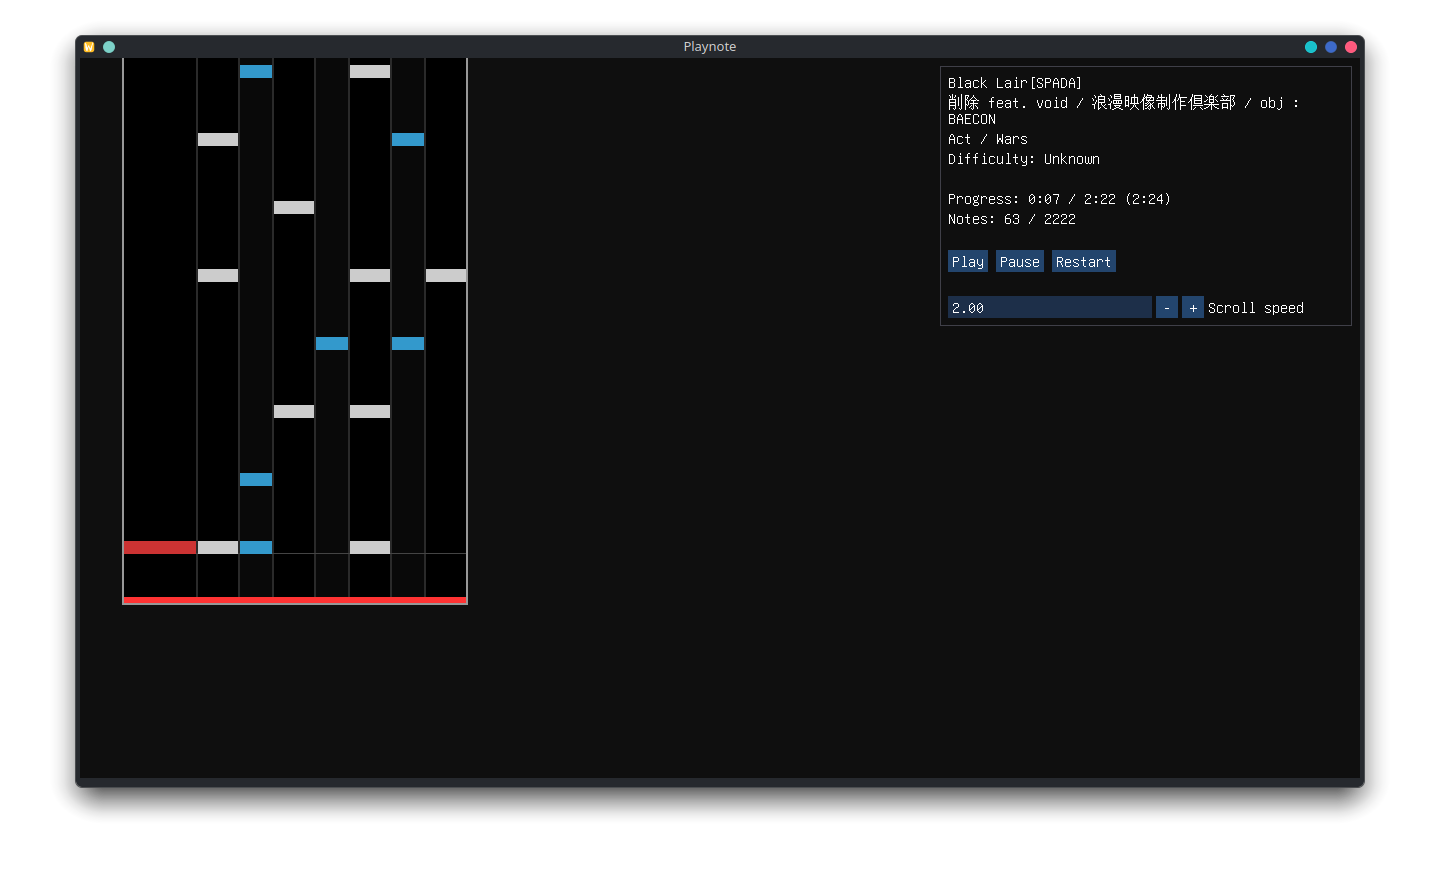 Playnote
Black Lair[SPADA]
削除 feat. void / 浪漫映像制作倶楽部 / obj :
BAECON
Act / Wars
Difficulty: Unknown
Progress: 0:07 / 2:22 (2:24)
Notes: 63 / 2222
Play Pause Restart
2.00 - + Scroll speed